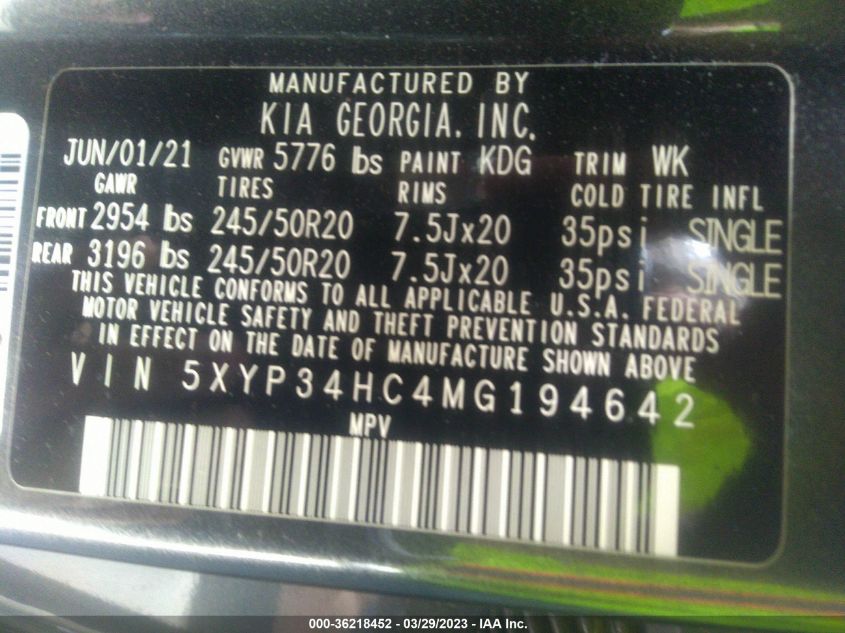 MANUFACTURED BY
KIA GEORGIA. INC.
JUN/01/21 GVWR 5776 lbs PAINT KDG TRIM WK
GAWR TIRES RIMS COLD TIRE INFL
FRONT 2954 lbs 245/50R20 7.5Jx20 35psi SINGLE
REAR 3196 lbs 245/50R20 7.5Jx20 35psi SINGLE
THIS VEHICLE CONFORMS TO ALL APPLICABLE U.S.A. FEDERAL
MOTOR VEHICLE SAFETY AND THEFT PREVENTION STANDARDS
IN EFFECT ON THE DATE OF MANUFACTURE SHOWN ABOVE
VIN 5XYP34HC4MG194642
MPV
000-36218452 - 03/29/2023 - IAA Inc.